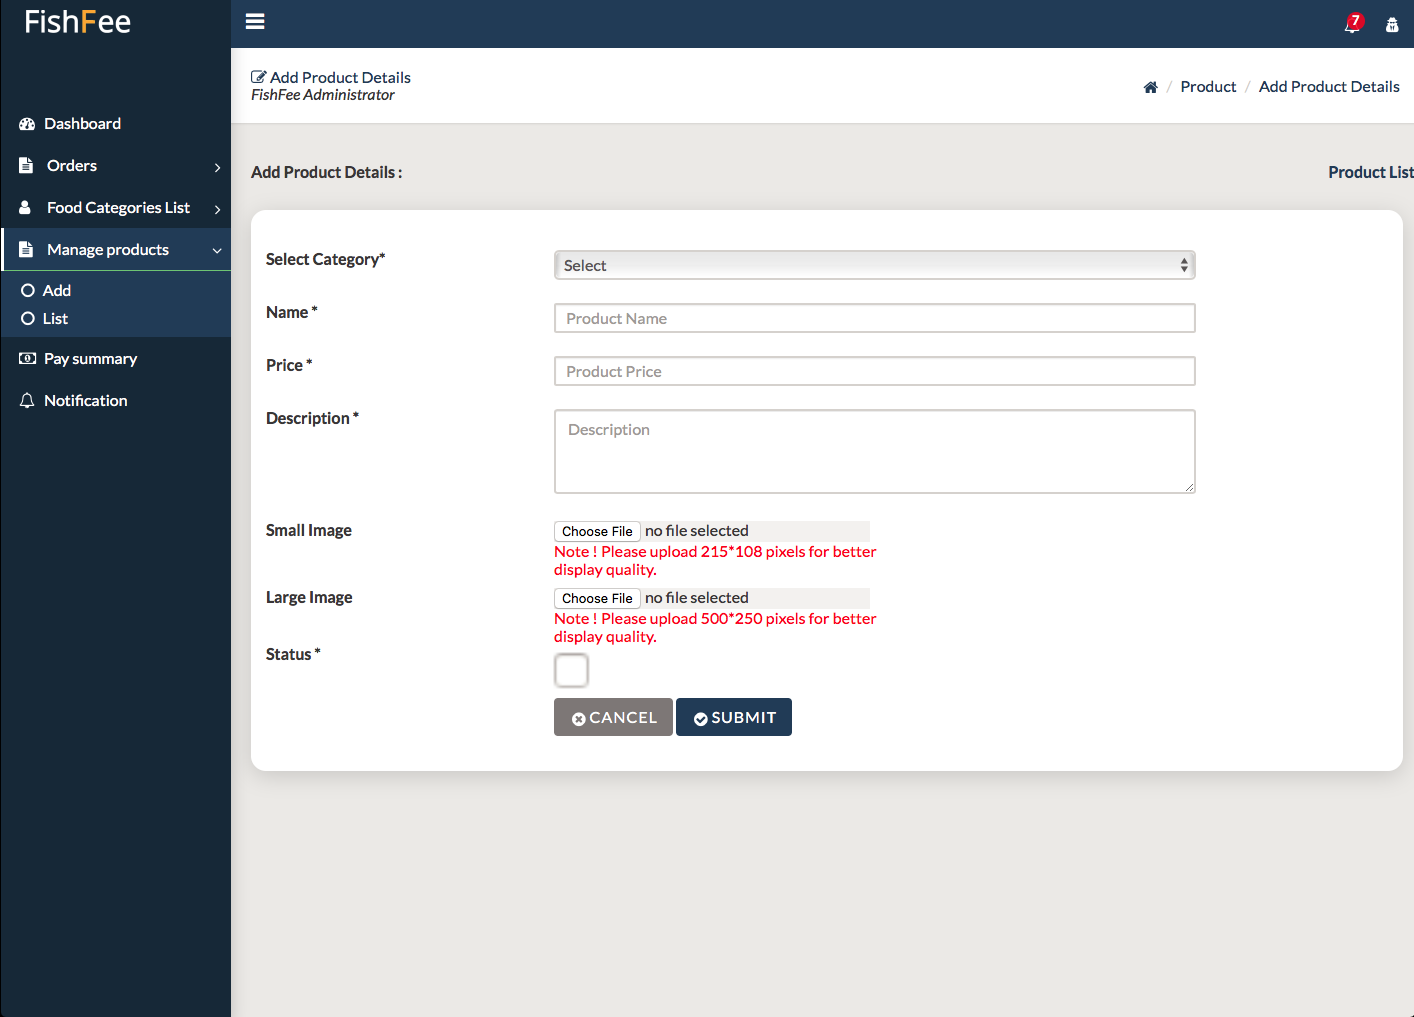 FishFee
7
Add Product Details
FishFee Administrator
/ Product / Add Product Details
Dashboard
Orders
Food Categories List
Manage products
Add
List
Pay summary
Notification
Add Product Details :
Product List
Select Category*
Select
Name *
Product Name
Price *
Product Price
Description *
Description
Small Image
Choose File no file selected
Note ! Please upload 215*108 pixels for better
display quality.
Large Image
Choose File no file selected
Note ! Please upload 500*250 pixels for better
display quality.
Status *
CANCEL
SUBMIT